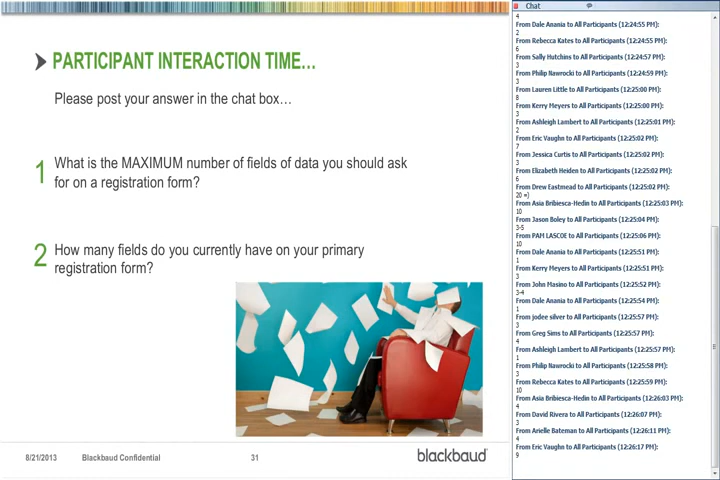 PARTICIPANT INTERACTION TIME…
Please post your answer in the chat box…
1
What is the MAXIMUM number of fields of data you should ask
for on a registration form?
2
How many fields do you currently have on your primary
registration form?
8/21/2013
Blackbaud Confidential
31
blackbaud
Chat
4
From Dale Anania to All Participants (12:24:55 PM):
2
From Rebecca Kates to All Participants (12:24:55 PM):
6
From Sally Hutchins to All Participants (12:24:57 PM):
3
From Philip Nawrocki to All Participants (12:24:59 PM):
3
From Lauren Little to All Participants (12:25:00 PM):
8
From Kerry Meyers to All Participants (12:25:00 PM):
3
From Ashleigh Lambert to All Participants (12:25:01 PM):
2
From Eric Vaughn to All Participants (12:25:02 PM):
7
From Jessica Curtis to All Participants (12:25:02 PM):
3
From Elizabeth Heiden to All Participants (12:25:02 PM):
6
From Drew Eastmead to All Participants (12:25:02 PM):
20 =)
From Asia Bribiesca-Hedin to All Participants (12:25:03 PM):
10
From Jason Boley to All Participants (12:25:04 PM):
3-5
From PAM LASCOE to All Participants (12:25:06 PM):
10
From Dale Anania to All Participants (12:25:51 PM):
1
From Kerry Meyers to All Participants (12:25:51 PM):
3
From John Masino to All Participants (12:25:52 PM):
3-4
From Dale Anania to All Participants (12:25:54 PM):
1
From jodee silver to All Participants (12:25:57 PM):
3
From Greg Sims to All Participants (12:25:57 PM):
4
From Ashleigh Lambert to All Participants (12:25:57 PM):
1
From Philip Nawrocki to All Participants (12:25:58 PM):
3
From Rebecca Kates to All Participants (12:25:59 PM):
10
From Asia Bribiesca-Hedin to All Participants (12:26:03 PM):
4
From David Rivera to All Participants (12:26:07 PM):
3
From Arielle Bateman to All Participants (12:26:11 PM):
4
From Eric Vaughn to All Participants (12:26:17 PM):
9